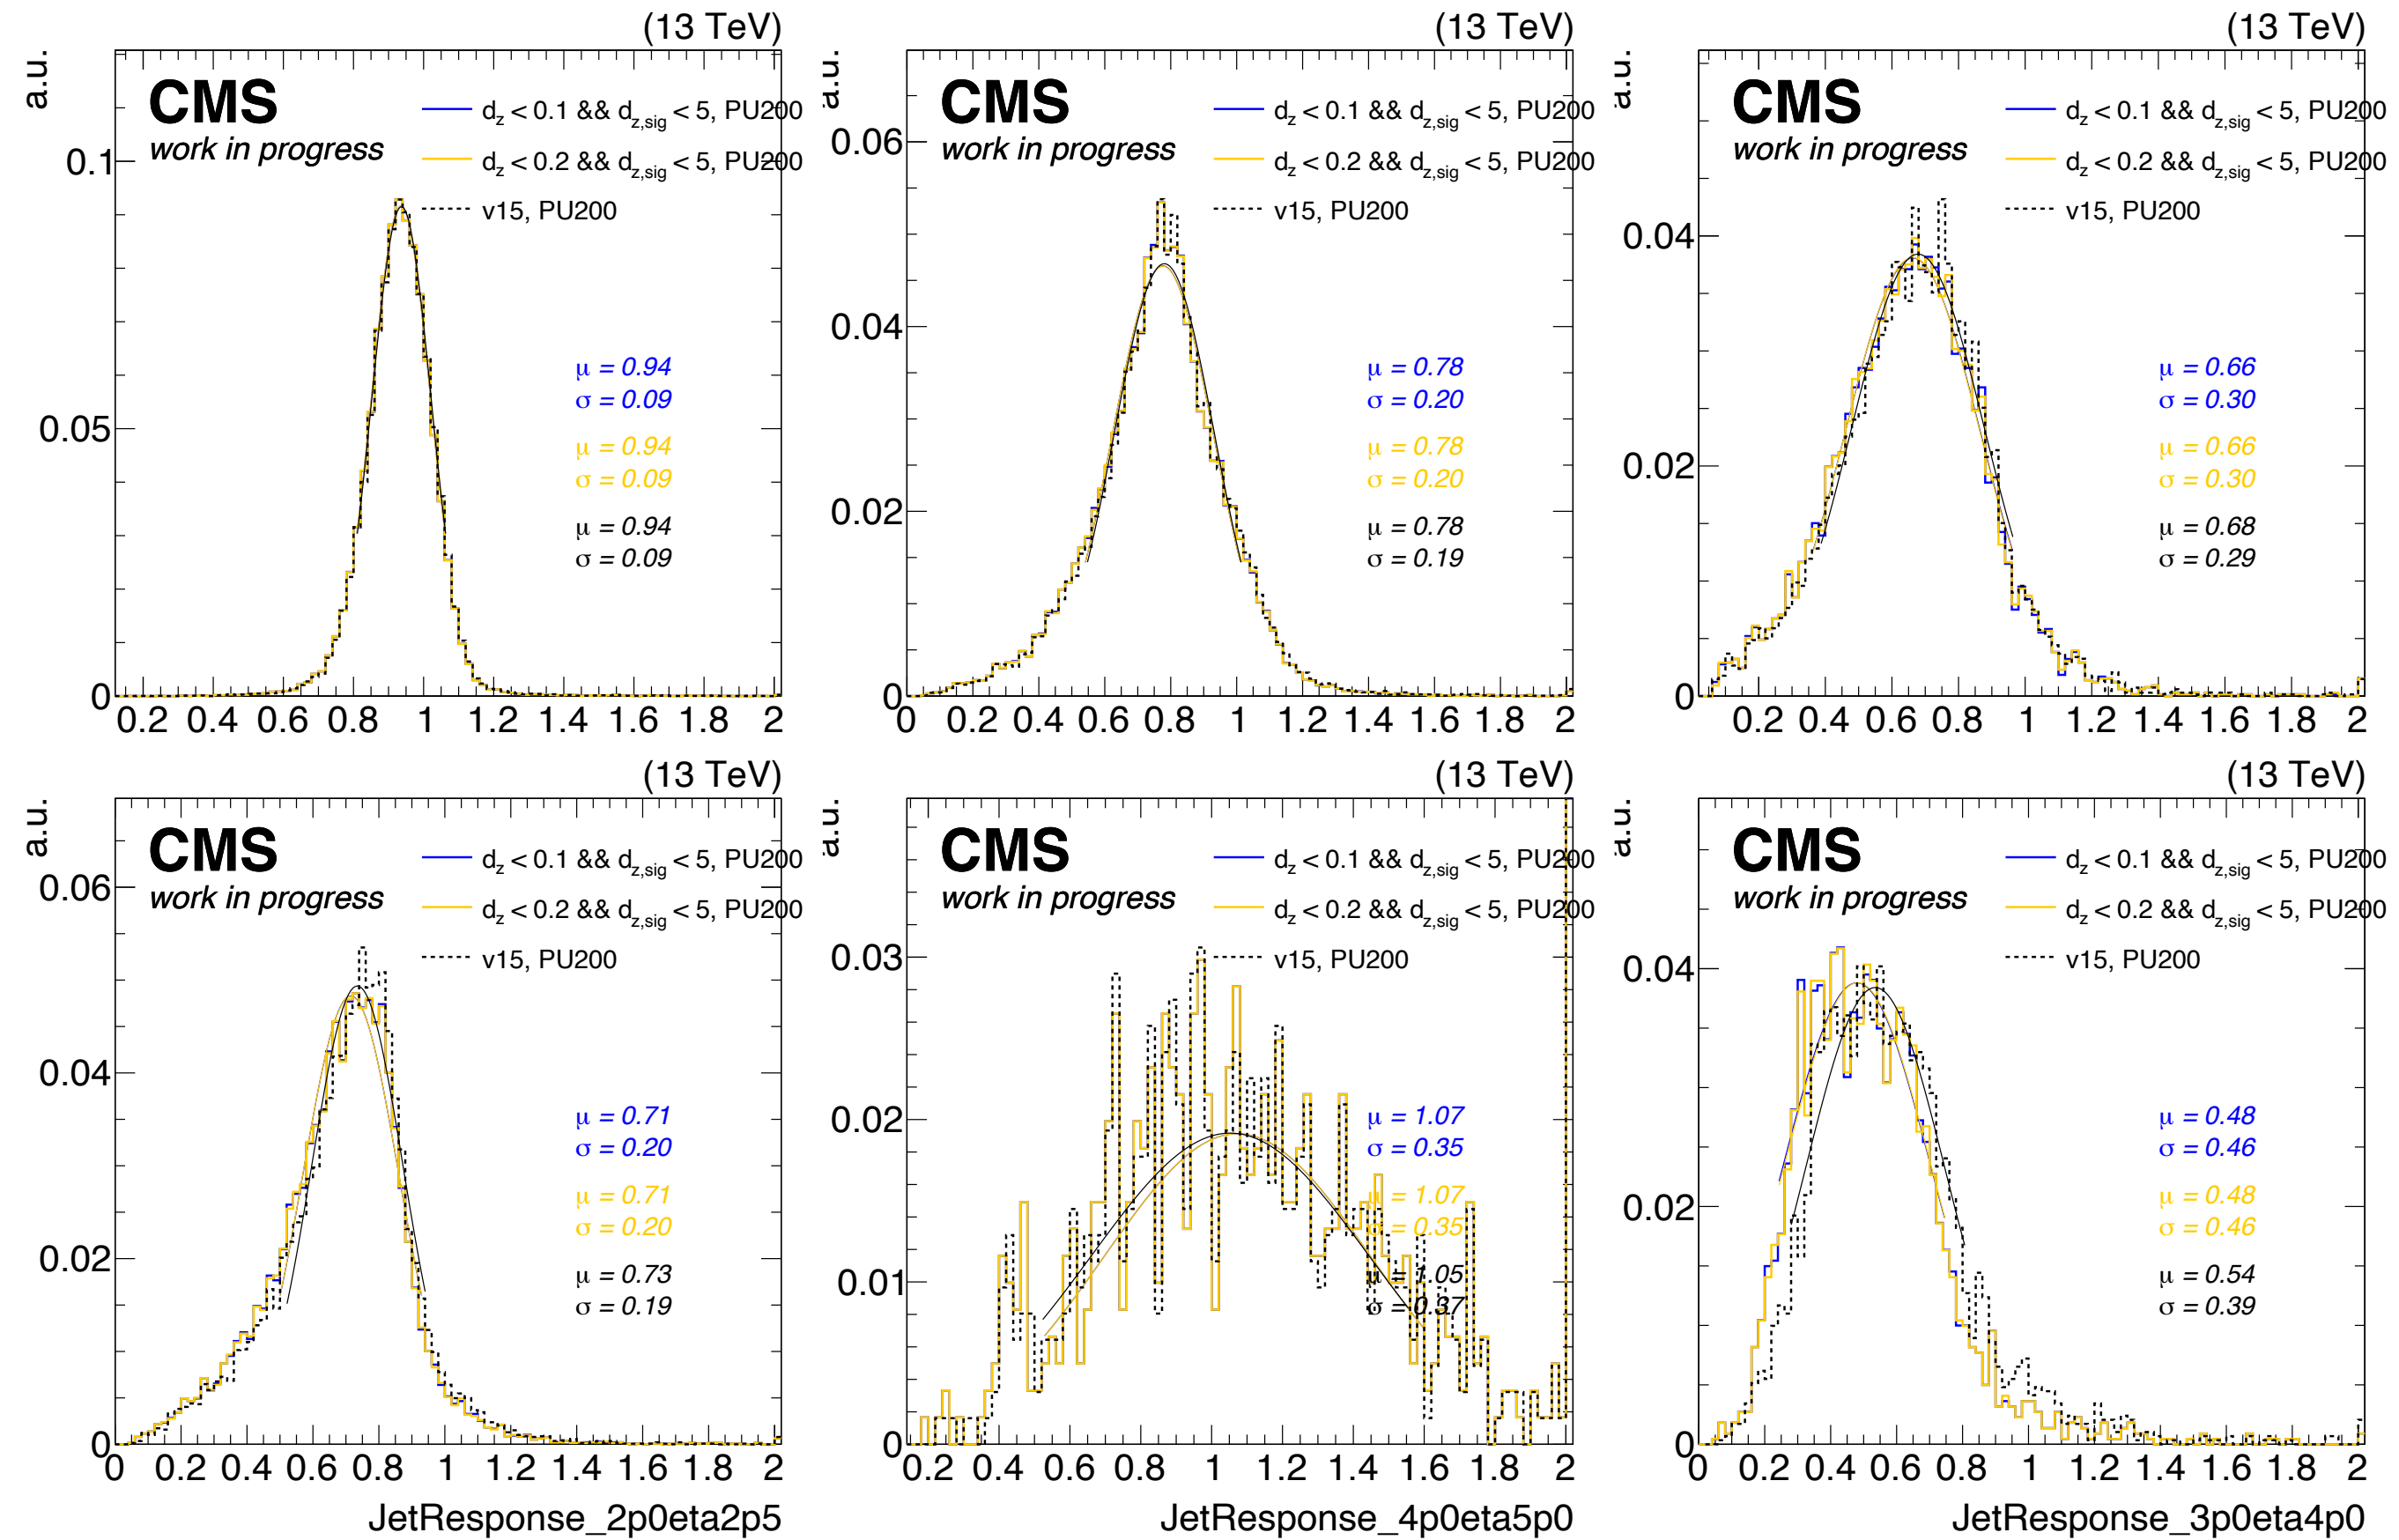 (13 TeV)
a.u.
CMS
work in progress
d_z < 0.1 && d_z,sig < 5, PU200
d_z < 0.2 && d_z,sig < 5, PU200
v15, PU200
0.1
0.05
0
μ = 0.94
σ = 0.09
μ = 0.94
σ = 0.09
μ = 0.94
σ = 0.09
0.2 0.4 0.6 0.8 1 1.2 1.4 1.6 1.8 2
(13 TeV)
a.u.
CMS
work in progress
d_z < 0.1 && d_z,sig < 5, PU200
d_z < 0.2 && d_z,sig < 5, PU200
v15, PU200
0.06
0.04
0.02
0
μ = 0.78
σ = 0.20
μ = 0.78
σ = 0.20
μ = 0.78
σ = 0.19
0 0.2 0.4 0.6 0.8 1 1.2 1.4 1.6 1.8 2
(13 TeV)
a.u.
CMS
work in progress
d_z < 0.1 && d_z,sig < 5, PU200
d_z < 0.2 && d_z,sig < 5, PU200
v15, PU200
0.04
0.02
0
μ = 0.66
σ = 0.30
μ = 0.66
σ = 0.30
μ = 0.68
σ = 0.29
0.2 0.4 0.6 0.8 1 1.2 1.4 1.6 1.8 2
(13 TeV)
a.u.
CMS
work in progress
d_z < 0.1 && d_z,sig < 5, PU200
d_z < 0.2 && d_z,sig < 5, PU200
v15, PU200
0.06
0.04
0.02
0
μ = 0.71
σ = 0.20
μ = 0.71
σ = 0.20
μ = 0.73
σ = 0.19
0 0.2 0.4 0.6 0.8 1 1.2 1.4 1.6 1.8 2
JetResponse_2p0eta2p5
(13 TeV)
a.u.
CMS
work in progress
d_z < 0.1 && d_z,sig < 5, PU200
d_z < 0.2 && d_z,sig < 5, PU200
v15, PU200
0.03
0.02
0.01
0
μ = 1.07
σ = 0.35
μ = 1.07
σ = 0.35
μ = 1.05
σ = 0.37
0.2 0.4 0.6 0.8 1 1.2 1.4 1.6 1.8 2
JetResponse_4p0eta5p0
(13 TeV)
a.u.
CMS
work in progress
d_z < 0.1 && d_z,sig < 5, PU200
d_z < 0.2 && d_z,sig < 5, PU200
v15, PU200
0.04
0.02
0
μ = 0.48
σ = 0.46
μ = 0.48
σ = 0.46
μ = 0.54
σ = 0.39
0 0.2 0.4 0.6 0.8 1 1.2 1.4 1.6 1.8 2
JetResponse_3p0eta4p0